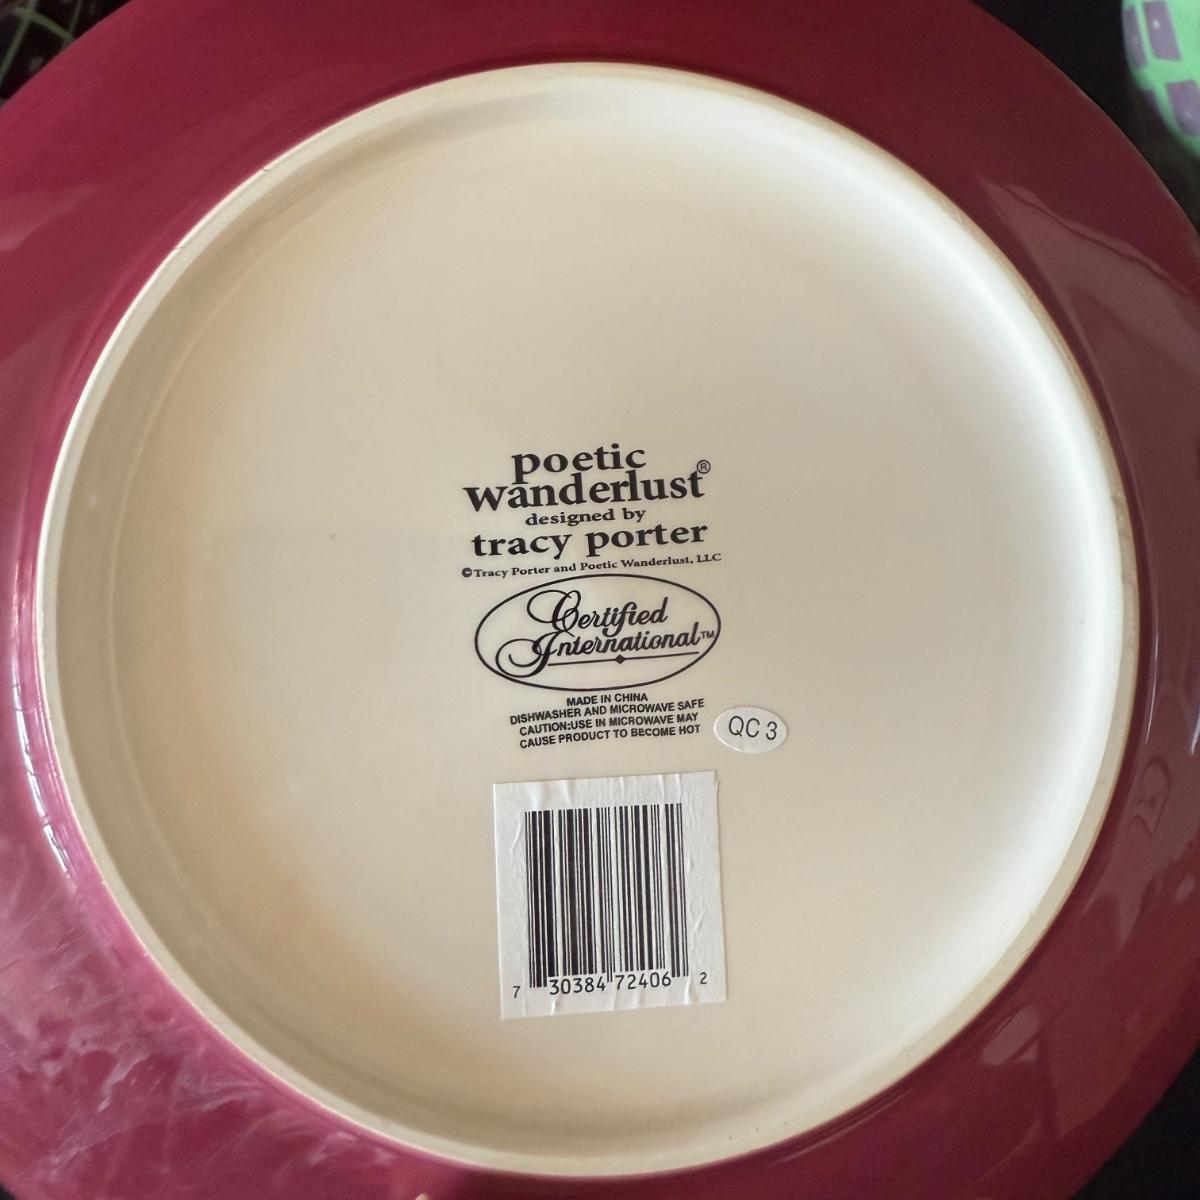 poetic
wanderlust®
designed by
tracy porter
©Tracy Porter and Poetic Wanderlust, LLC
Certified
International™
MADE IN CHINA
DISHWASHER AND MICROWAVE SAFE
CAUTION:USE IN MICROWAVE MAY
CAUSE PRODUCT TO BECOME HOT
QC 3
7 30384 72406 2